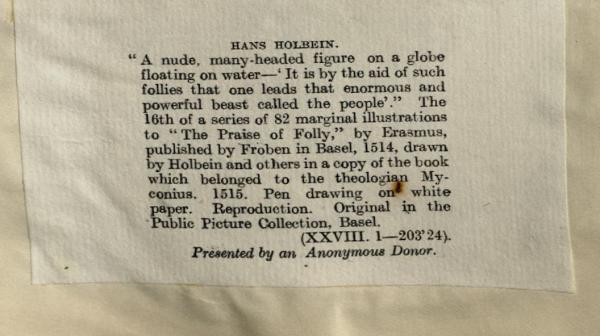 HANS HOLBEIN.
"A nude, many-headed figure on a globe
floating on water—'It is by the aid of such
follies that one leads that enormous and
powerful beast called the people'." The
16th of a series of 82 marginal illustrations
to "The Praise of Folly," by Erasmus,
published by Froben in Basel, 1514, drawn
by Holbein and others in a copy of the book
which belonged to the theologian My-
conius. 1515. Pen drawing on white
paper. Reproduction. Original in the
Public Picture Collection, Basel.
(XXVIII. 1—203'24).
Presented by an Anonymous Donor.